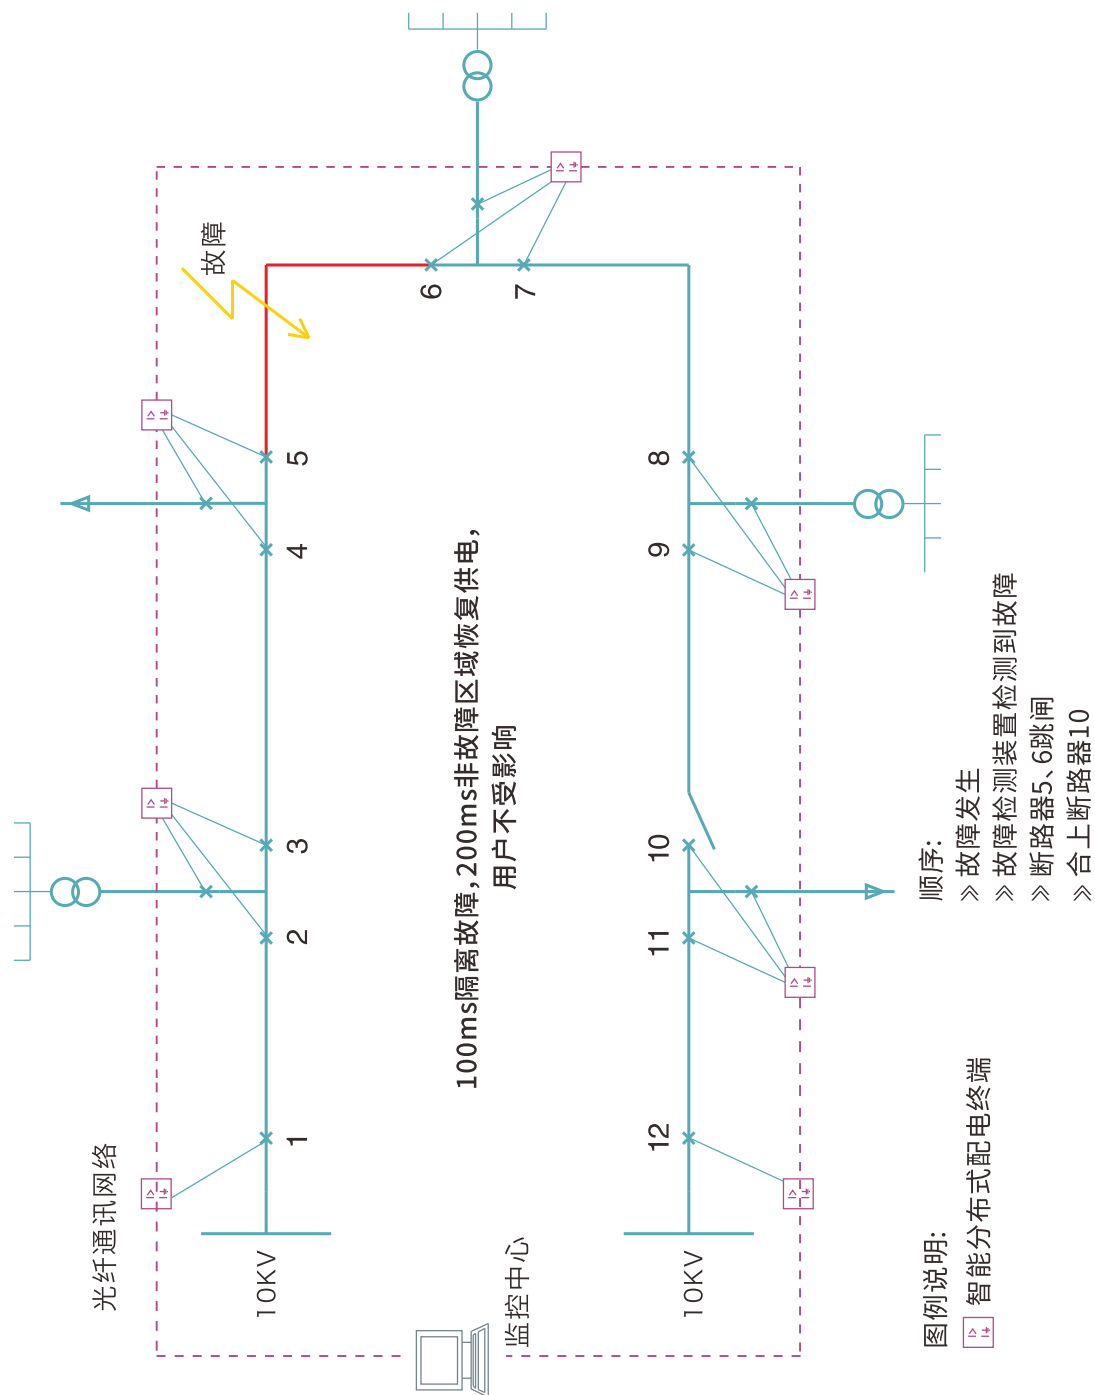 光纤通讯网络
故障
10KV
1
2
3
4
5
6
100ms隔离故障,200ms非故障区域恢复供电,
用户不受影响
监控中心
7
12
11
10
9
8
10KV
图例说明:
智能分布式配电终端
顺序:
» 故障发生
» 故障检测装置检测到故障
» 断路器5、6跳闸
» 合上断路器10